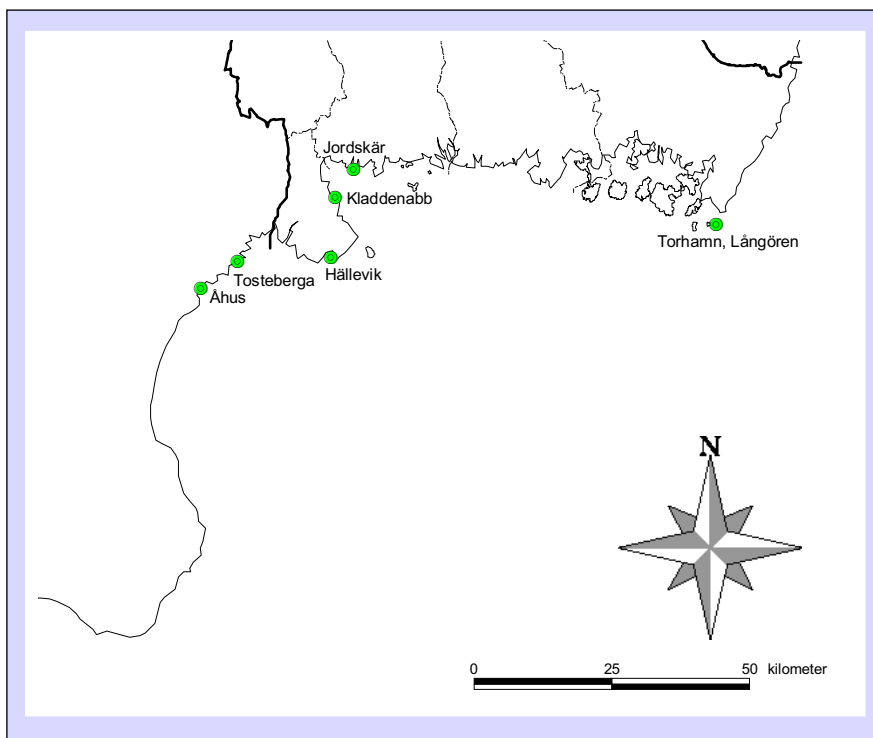 Jordskär
Kladdenabb
Torhamn, Långören
Hällevik
Tosteberga
Åhus
N
0 25 50 kilometer